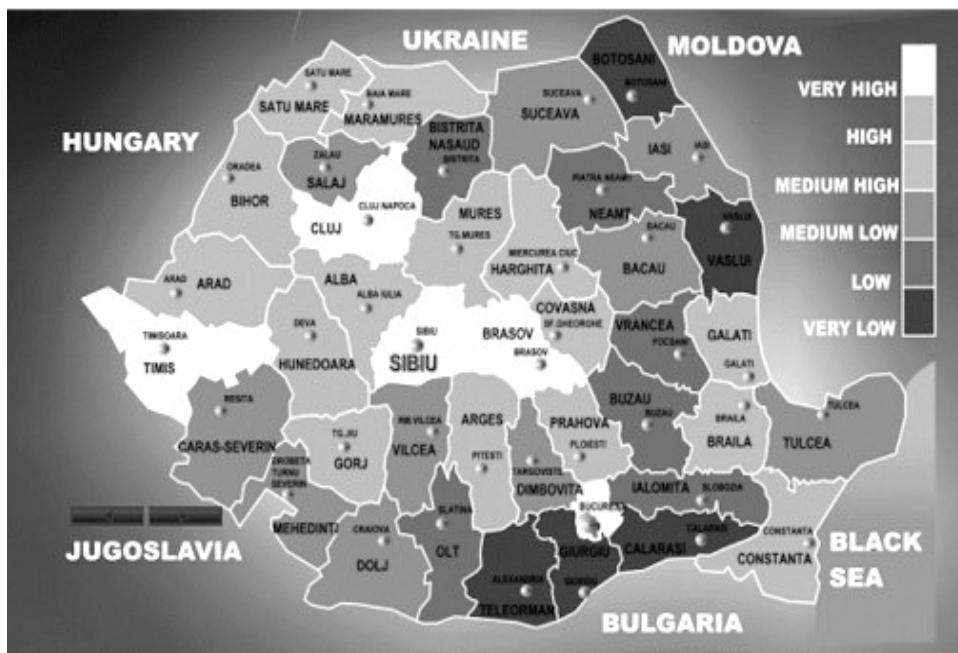 UKRAINE
MOLDOVA
HUNGARY
JUGOSLAVIA
BULGARIA
BLACK
SEA
VERY HIGH
HIGH
MEDIUM HIGH
MEDIUM LOW
LOW
VERY LOW
SATU MARE
SATU MARE
BAIA MARE
MARAMURES
SUCEAVA
SUCEAVA
BOTOSANI
BOTOSANI
BISTRITA
NASAUD
BISTRITA
IASI
IASI
ZALAU
SALAJ
ORADEA
BIHOR
CLUJ NAPOCA
CLUJ
PIATRA NEAMT
NEAMT
MURES
TG.MURES
BACAU
BACAU
VASLUI
VASLUI
MIERCUREA CIUC
HARGHITA
ARAD
ARAD
ALBA
ALBA IULIA
COVASNA
SF.GHEORGHE
TIMISOARA
TIMIS
DEVA
HUNEDOARA
SIBIU
SIBIU
BRASOV
BRASOV
VRANCEA
FOCSANI
GALATI
GALATI
RESITA
CARAS-SEVERIN
TG.JIU
GORJ
RM.VILCEA
VILCEA
ARGES
PITESTI
PRAHOVA
PLOIESTI
BUZAU
BUZAU
BRAILA
BRAILA
TULCEA
TULCEA
DROBETA
TURNU
SEVERIN
MEHEDINTI
TARGOVISTE
DIMBOVITA
IALOMITA
SLOBOZIA
SLATINA
OLT
CRAIOVA
DOLJ
BUCURESTI
GIURGIU
GIURGIU
CALARASI
CALARASI
CONSTANTA
CONSTANTA
ALEXANDRIA
TELEORMAN